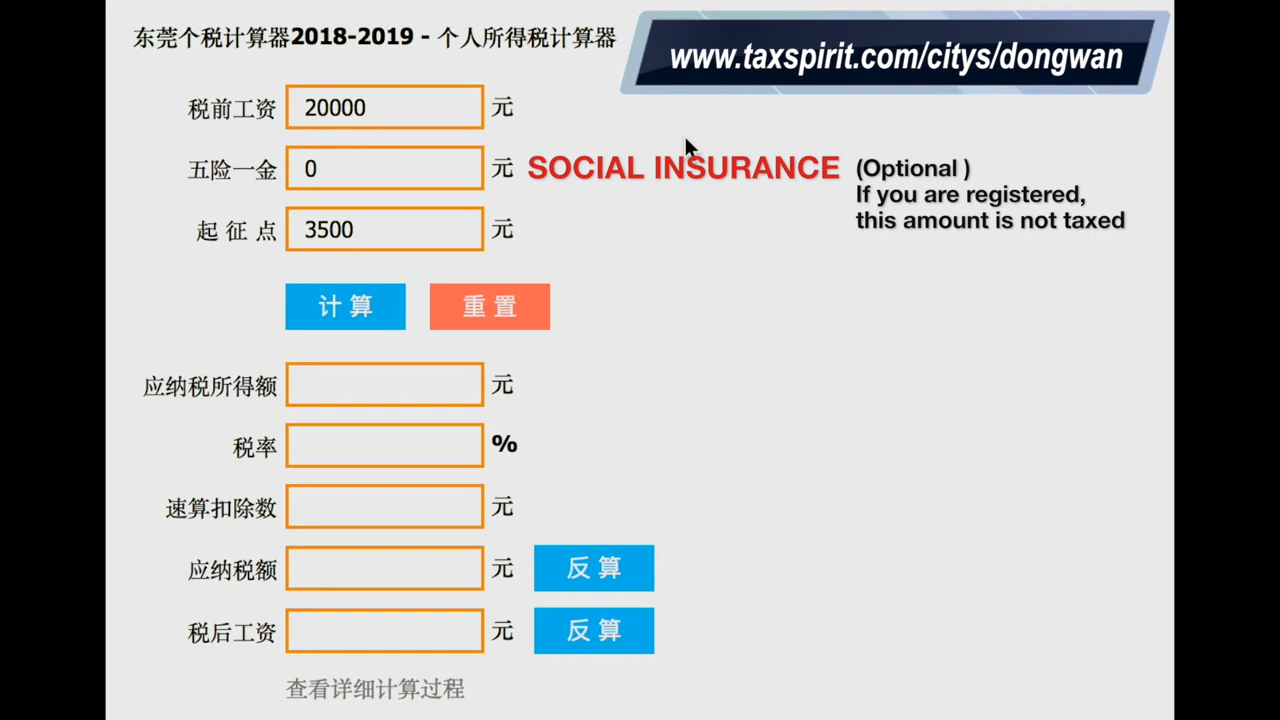 东莞个税计算器2018-2019 - 个人所得税计算器
www.taxspirit.com/citys/dongwan
税前工资 20000 元
五险一金 0 元 SOCIAL INSURANCE (Optional )
If you are registered,
this amount is not taxed
起 征 点 3500 元
计 算 重 置
应纳税所得额 元
税率 %
速算扣除数 元
应纳税额 元 反 算
税后工资 元 反 算
查看详细计算过程